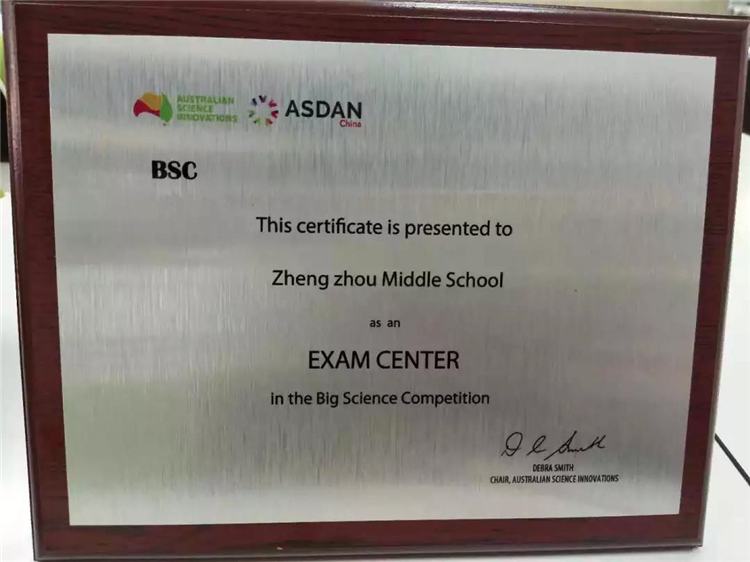 AUSTRALIAN
SCIENCE
INNOVATIONS
ASDAN
China
BSC
This certificate is presented to
Zheng zhou Middle School
as an
EXAM CENTER
in the Big Science Competition
DEBRA SMITH
CHAIR, AUSTRALIAN SCIENCE INNOVATIONS